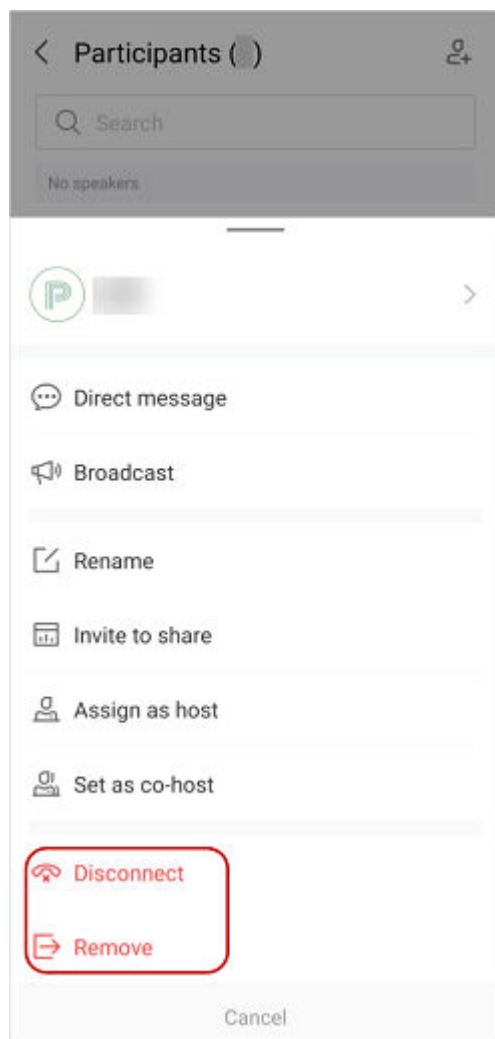 Participants ( )
Search
No speakers
P
Direct message
Broadcast
Rename
Invite to share
Assign as host
Set as co-host
Disconnect
Remove
Cancel